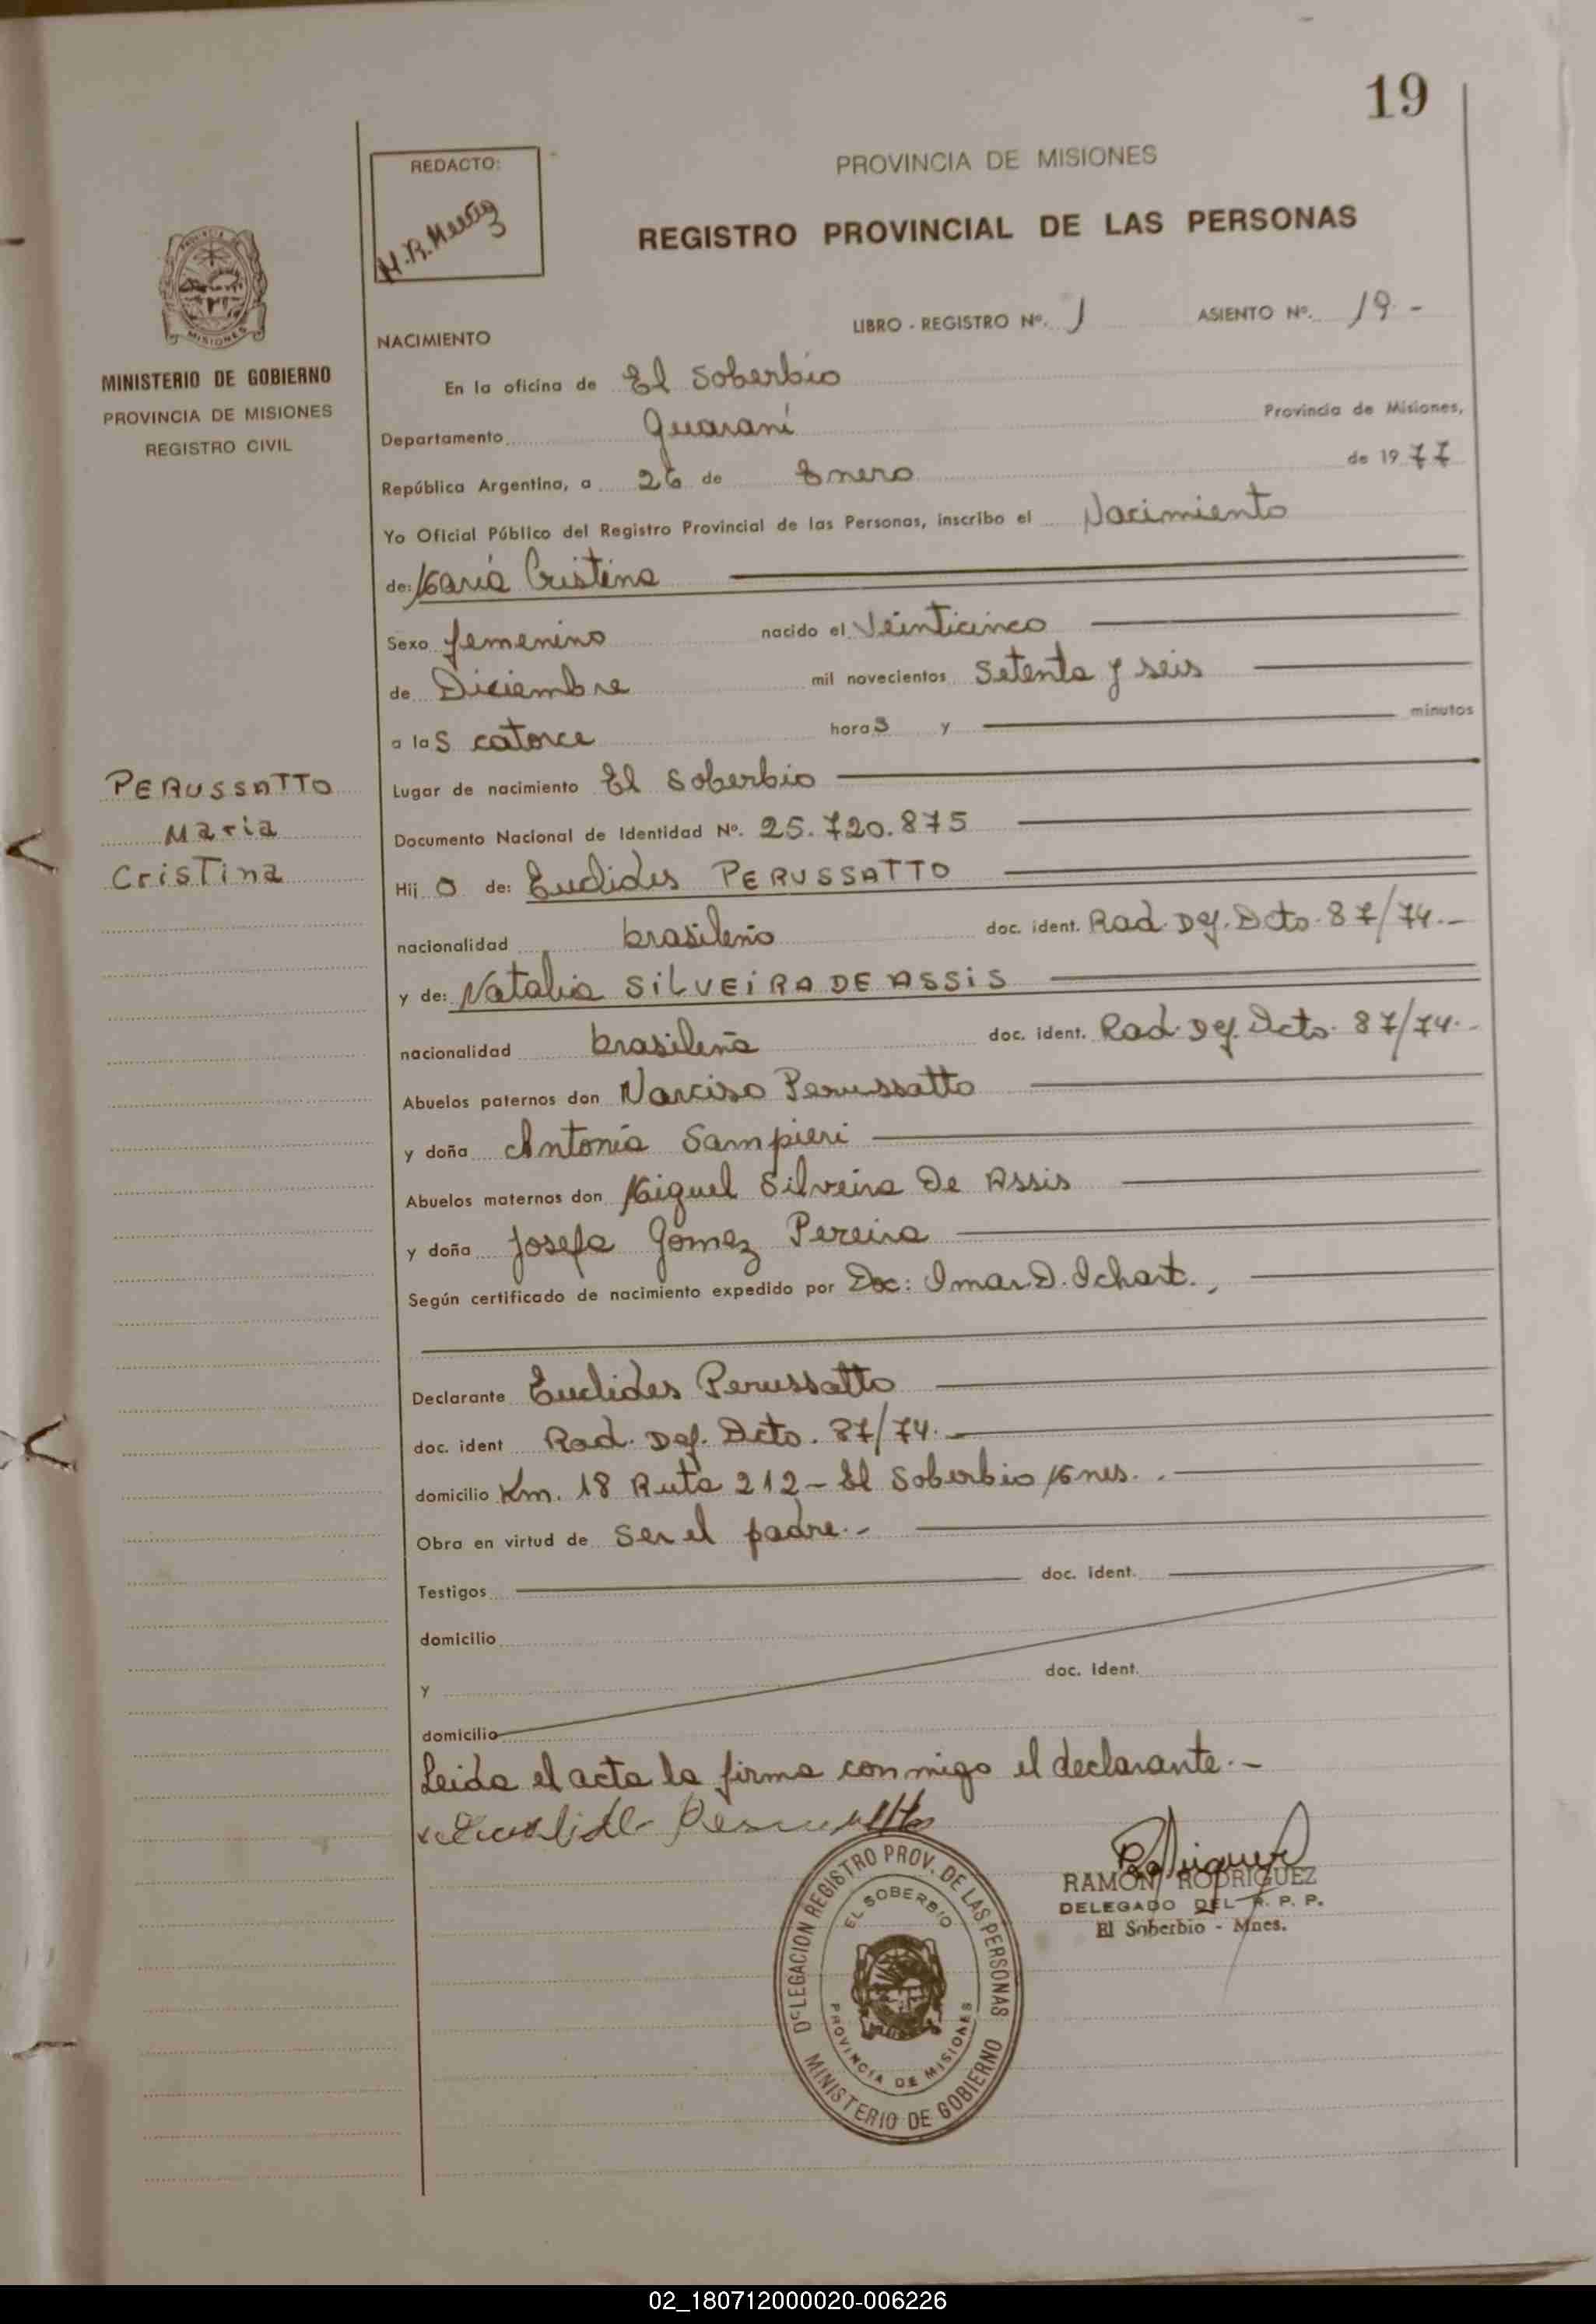 19
REDACTO:
PROVINCIA DE MISIONES
REGISTRO PROVINCIAL DE LAS PERSONAS
MINISTERIO DE GOBIERNO
PROVINCIA DE MISIONES
REGISTRO CIVIL
NACIMIENTO
LIBRO - REGISTRO Nº. 1 ASIENTO Nº. 19 -
En la oficina de El Soberbio
Departamento Guaraní Provincia de Misiones,
República Argentina, a 26 de Enero de 1977
Yo Oficial Público del Registro Provincial de las Personas, inscribo el Nacimiento
de: María Cristina
Sexo femenino nacido el Veinticinco
de Diciembre mil novecientos Setenta y seis
a las catorce horas y minutos
PERUSSATTO
Maria
Cristina
Lugar de nacimiento El Soberbio
Documento Nacional de Identidad Nº. 25.720.875
Hij o de: Euclides PERUSSATTO
nacionalidad brasileño doc. ident. Rad. Def. Dcto. 87/74.-
y de: Natalia SILVEIRA DE ASSIS
nacionalidad brasileña doc. ident. Rad. Def. Dcto. 87/74.-
Abuelos paternos don Narciso Perussatto
y doña Antonia Sampieri
Abuelos maternos don Miguel Silveira De Assis
y doña Josefa Gomez Pereira
Según certificado de nacimiento expedido por Doc: Imar D. Ichart.,
Declarante Euclides Perussatto
doc. ident Rad. Def. Dcto. 87/74.-
domicilio Km. 18 Ruta 212 - El Soberbio Mnes..
Obra en virtud de Ser el padre.-
Testigos doc. ident.
domicilio
y doc. ident.
domicilio
Leida el acta la firma conmigo el declarante.-
RAMON RODRIGUEZ
DELEGADO DEL R. P. P.
El Soberbio - Mnes.
DELEGACION REGISTRO PROV. DE LAS PERSONAS
EL SOBERBIO
PROVINCIA DE MISIONES
MINISTERIO DE GOBIERNO
02_180712000020-006226